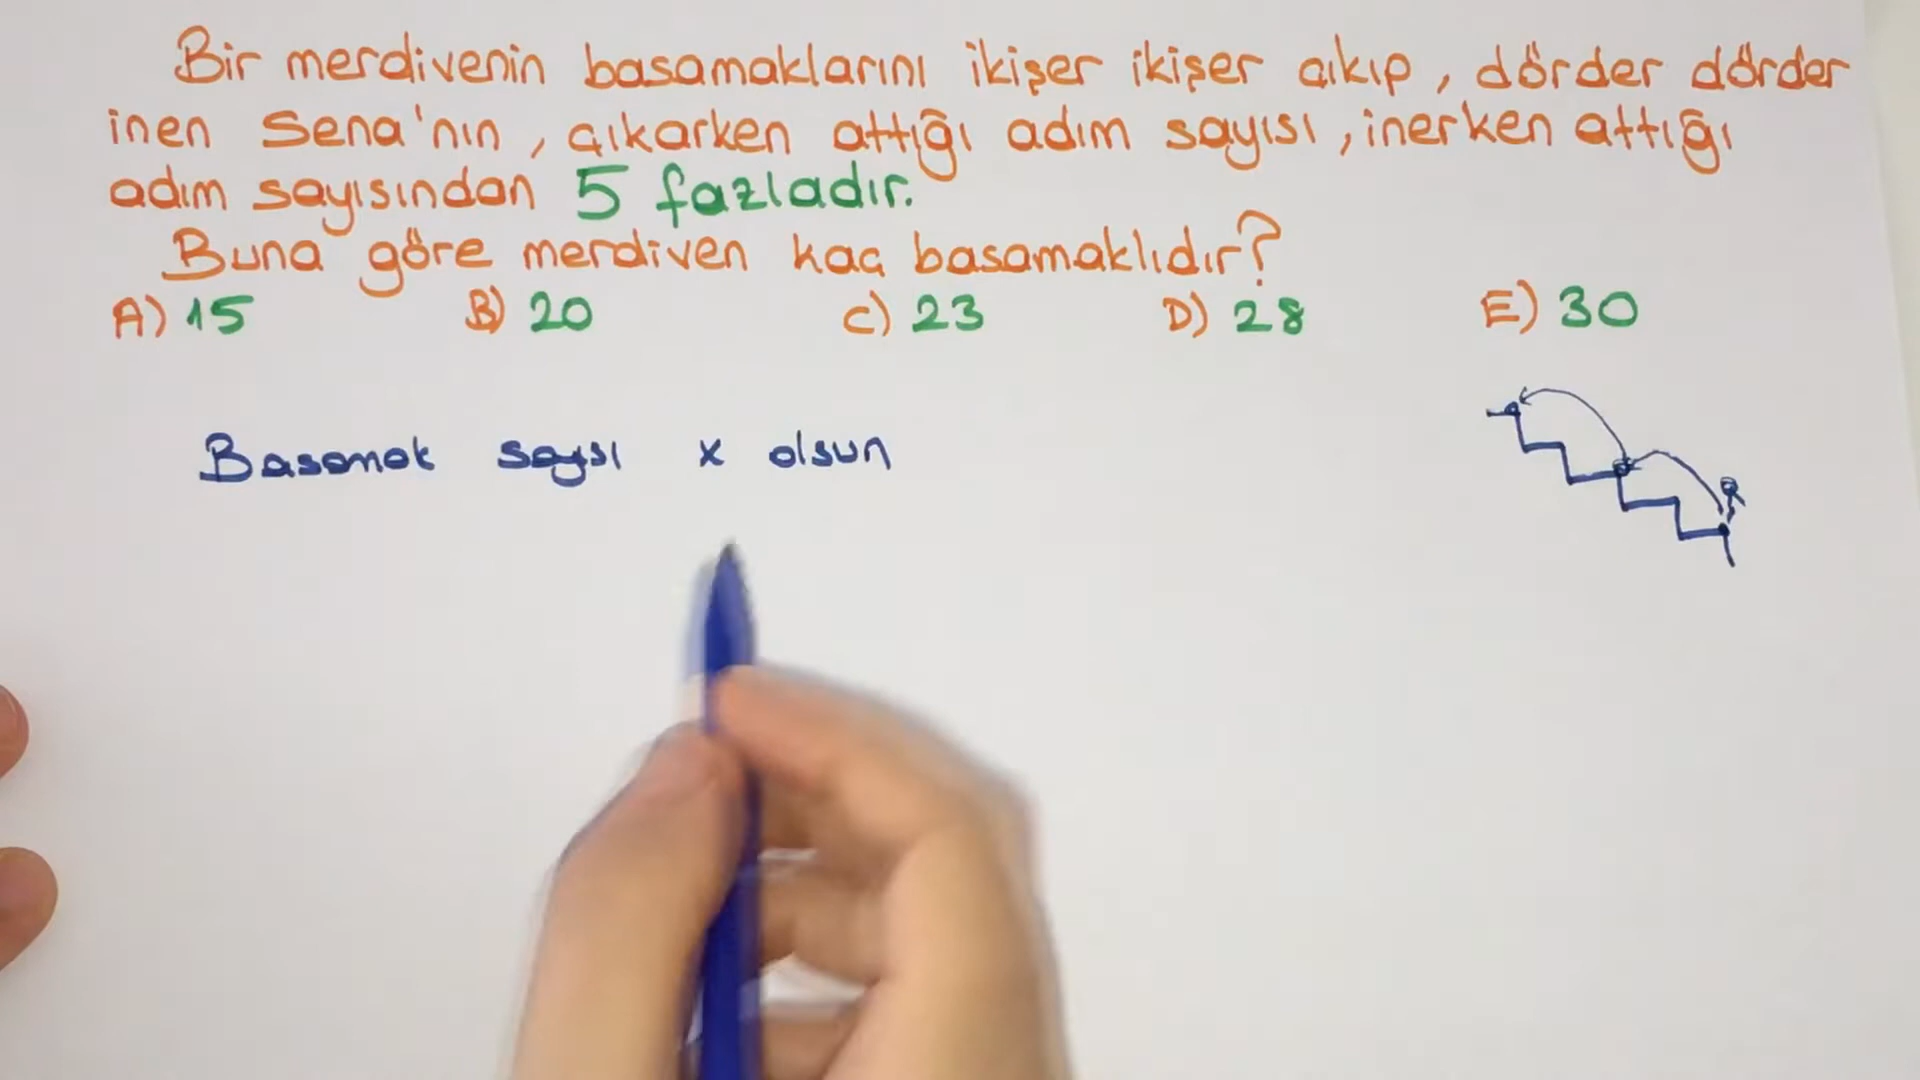 Bir merdivenin basamaklarını ikişer ikişer çıkıp, dörder dörder
inen Sena'nın, çıkarken attığı adım sayısı, inerken attığı
adım sayısından 5 fazladır.
Buna göre merdiven kaç basamaklıdır?
A) 15 B) 20 C) 23 D) 28 E) 30
Basamak sayısı x olsun